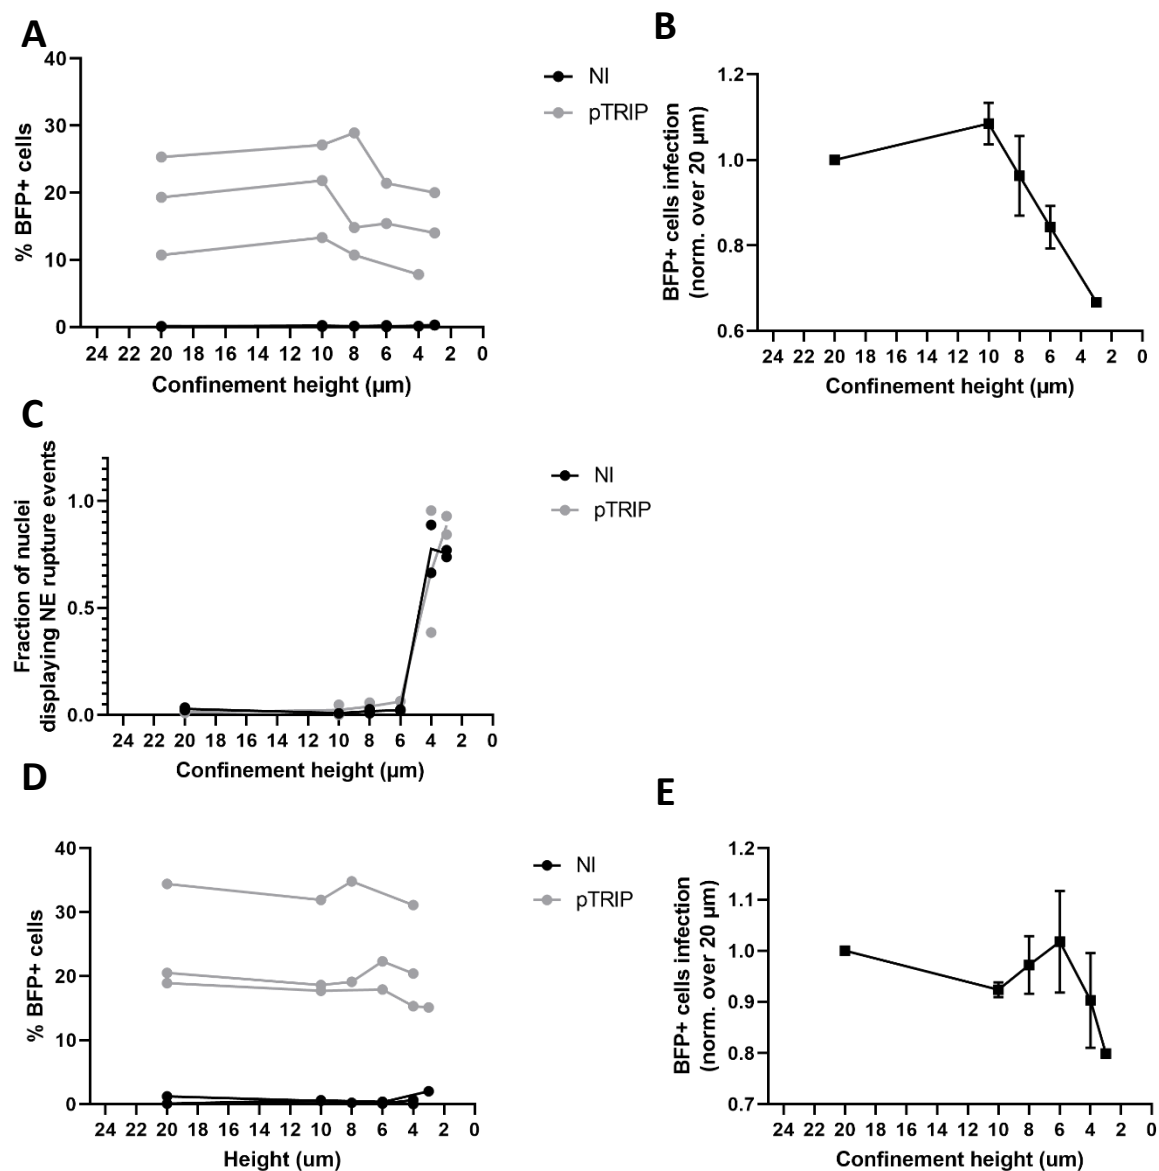 A
40
30
20
10
0
% BFP+ cells
24 22 20 18 16 14 12 10 8 6 4 2 0
Confinement height (µm)
NI
pTRIP
B
1.2
1.0
0.8
0.6
BFP+ cells infection
(norm. over 20 µm)
24 22 20 18 16 14 12 10 8 6 4 2 0
Confinement height (µm)
C
1.0
0.5
0.0
Fraction of nuclei
displaying NE rupture events
24 22 20 18 16 14 12 10 8 6 4 2 0
Confinement height (µm)
NI
pTRIP
D
40
30
20
10
0
% BFP+ cells
24 22 20 18 16 14 12 10 8 6 4 2 0
Height (um)
NI
pTRIP
E
1.2
1.1
1.0
0.9
0.8
0.7
BFP+ cells infection
(norm. over 20 µm)
24 22 20 18 16 14 12 10 8 6 4 2 0
Confinement height (µm)